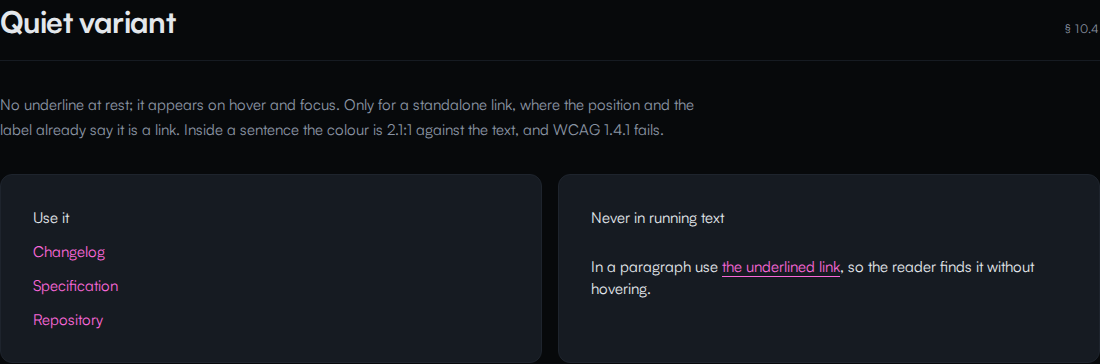 Quiet variant
§ 10.4
No underline at rest; it appears on hover and focus. Only for a standalone link, where the position and the
label already say it is a link. Inside a sentence the colour is 2.1:1 against the text, and WCAG 1.4.1 fails.
Use it
Changelog
Specification
Repository
Never in running text
In a paragraph use the underlined link, so the reader finds it without
hovering.